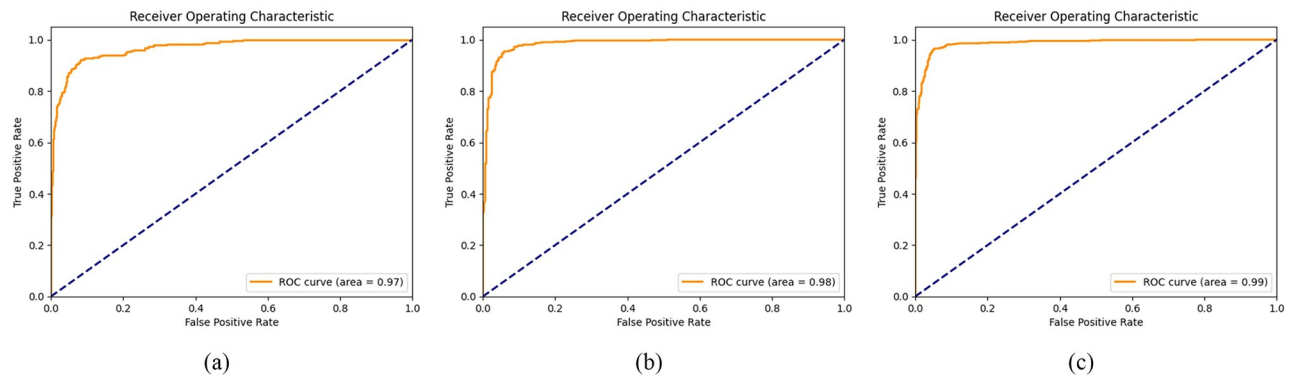 Receiver Operating Characteristic
1.0
0.8
0.6
0.4
0.2
0.0
True Positive Rate
ROC curve (area = 0.97)
0.0 0.2 0.4 0.6 0.8 1.0
False Positive Rate
(a)
Receiver Operating Characteristic
1.0
0.8
0.6
0.4
0.2
0.0
True Positive Rate
ROC curve (area = 0.98)
0.0 0.2 0.4 0.6 0.8 1.0
False Positive Rate
(b)
Receiver Operating Characteristic
1.0
0.8
0.6
0.4
0.2
0.0
True Positive Rate
ROC curve (area = 0.99)
0.0 0.2 0.4 0.6 0.8 1.0
False Positive Rate
(c)